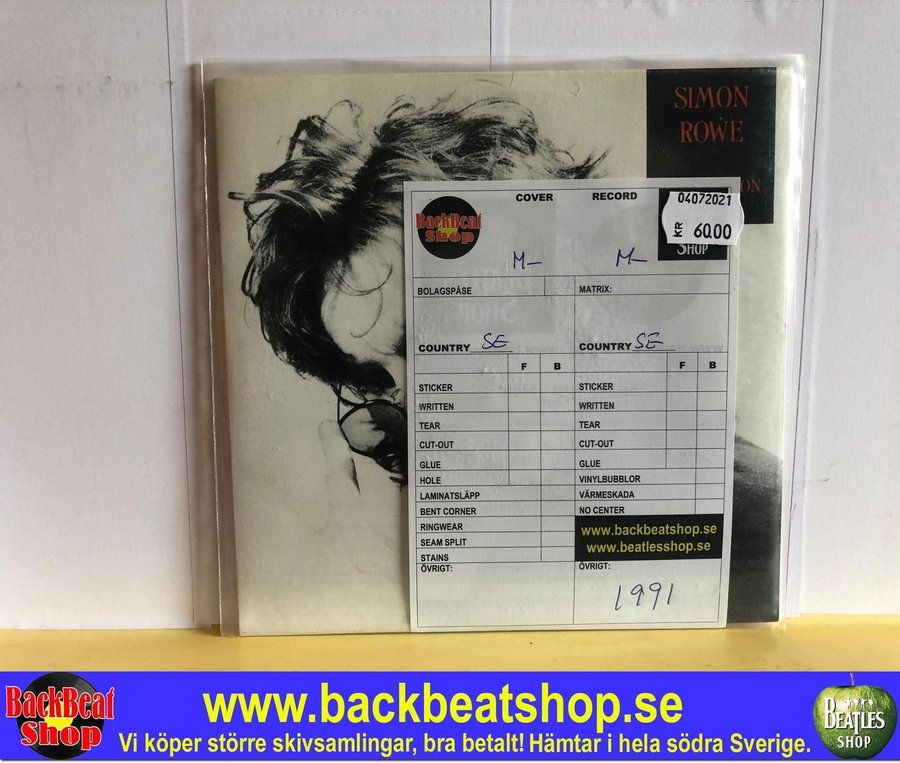 SIMON
ROWE
ON
04072021
KR 60.00
BackBeat
Shop
COVER
RECORD
SHOP
M-
M-
BOLAGSPÅSE
MATRIX:
COUNTRY SE
COUNTRY SE
F B
F B
STICKER
STICKER
WRITTEN
WRITTEN
TEAR
TEAR
CUT-OUT
CUT-OUT
GLUE
GLUE
HOLE
VINYLBUBBLOR
LAMINATSLÄPP
VÄRMESKADA
BENT CORNER
NO CENTER
RINGWEAR
www.backbeatshop.se
SEAM SPLIT
www.beatlesshop.se
STAINS
ÖVRIGT:
ÖVRIGT:
1991
BackBeat
Shop
www.backbeatshop.se
Vi köper större skivsamlingar, bra betalt! Hämtar i hela södra Sverige.
BEATLES
SHOP